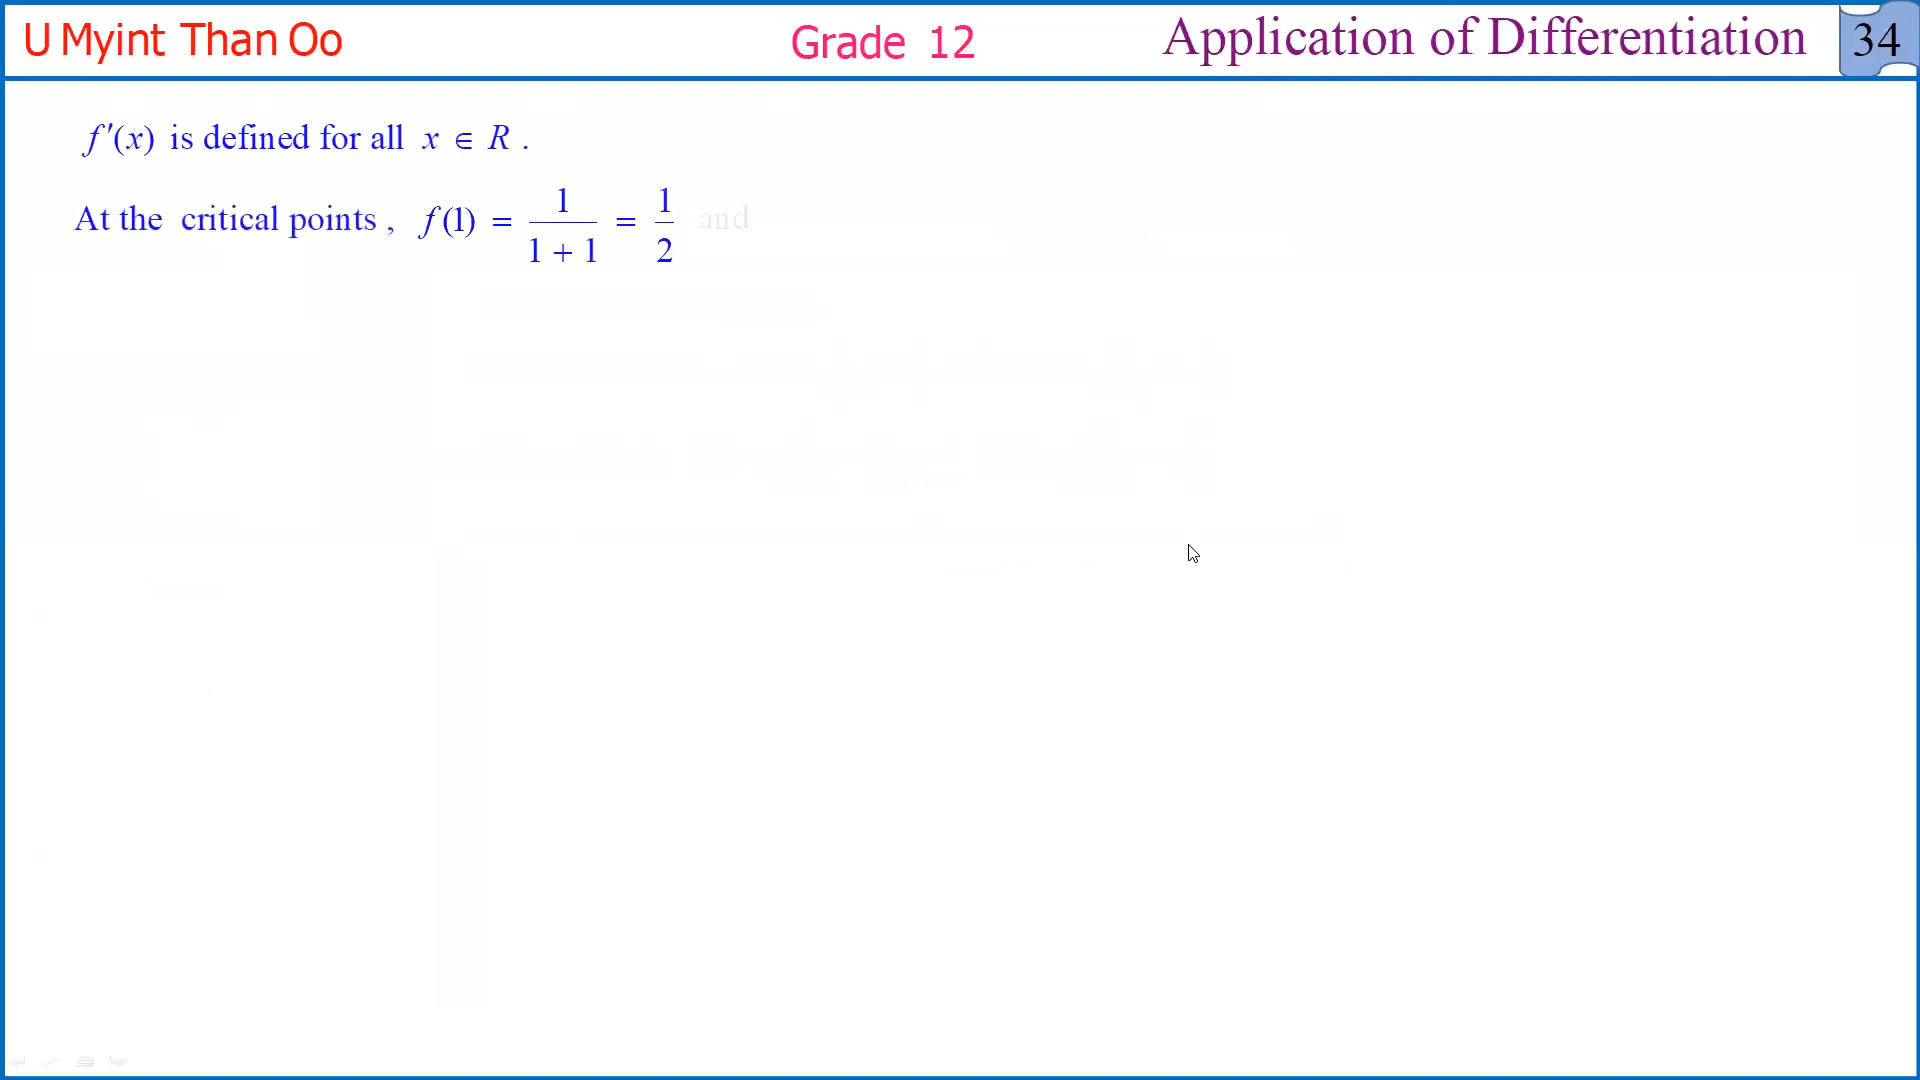 U Myint Than Oo Grade 12 Application of Differentiation 34
f′(x) is defined for all x ∈ R .
At the critical points , f(1) = 1/(1 + 1) = 1/2 and